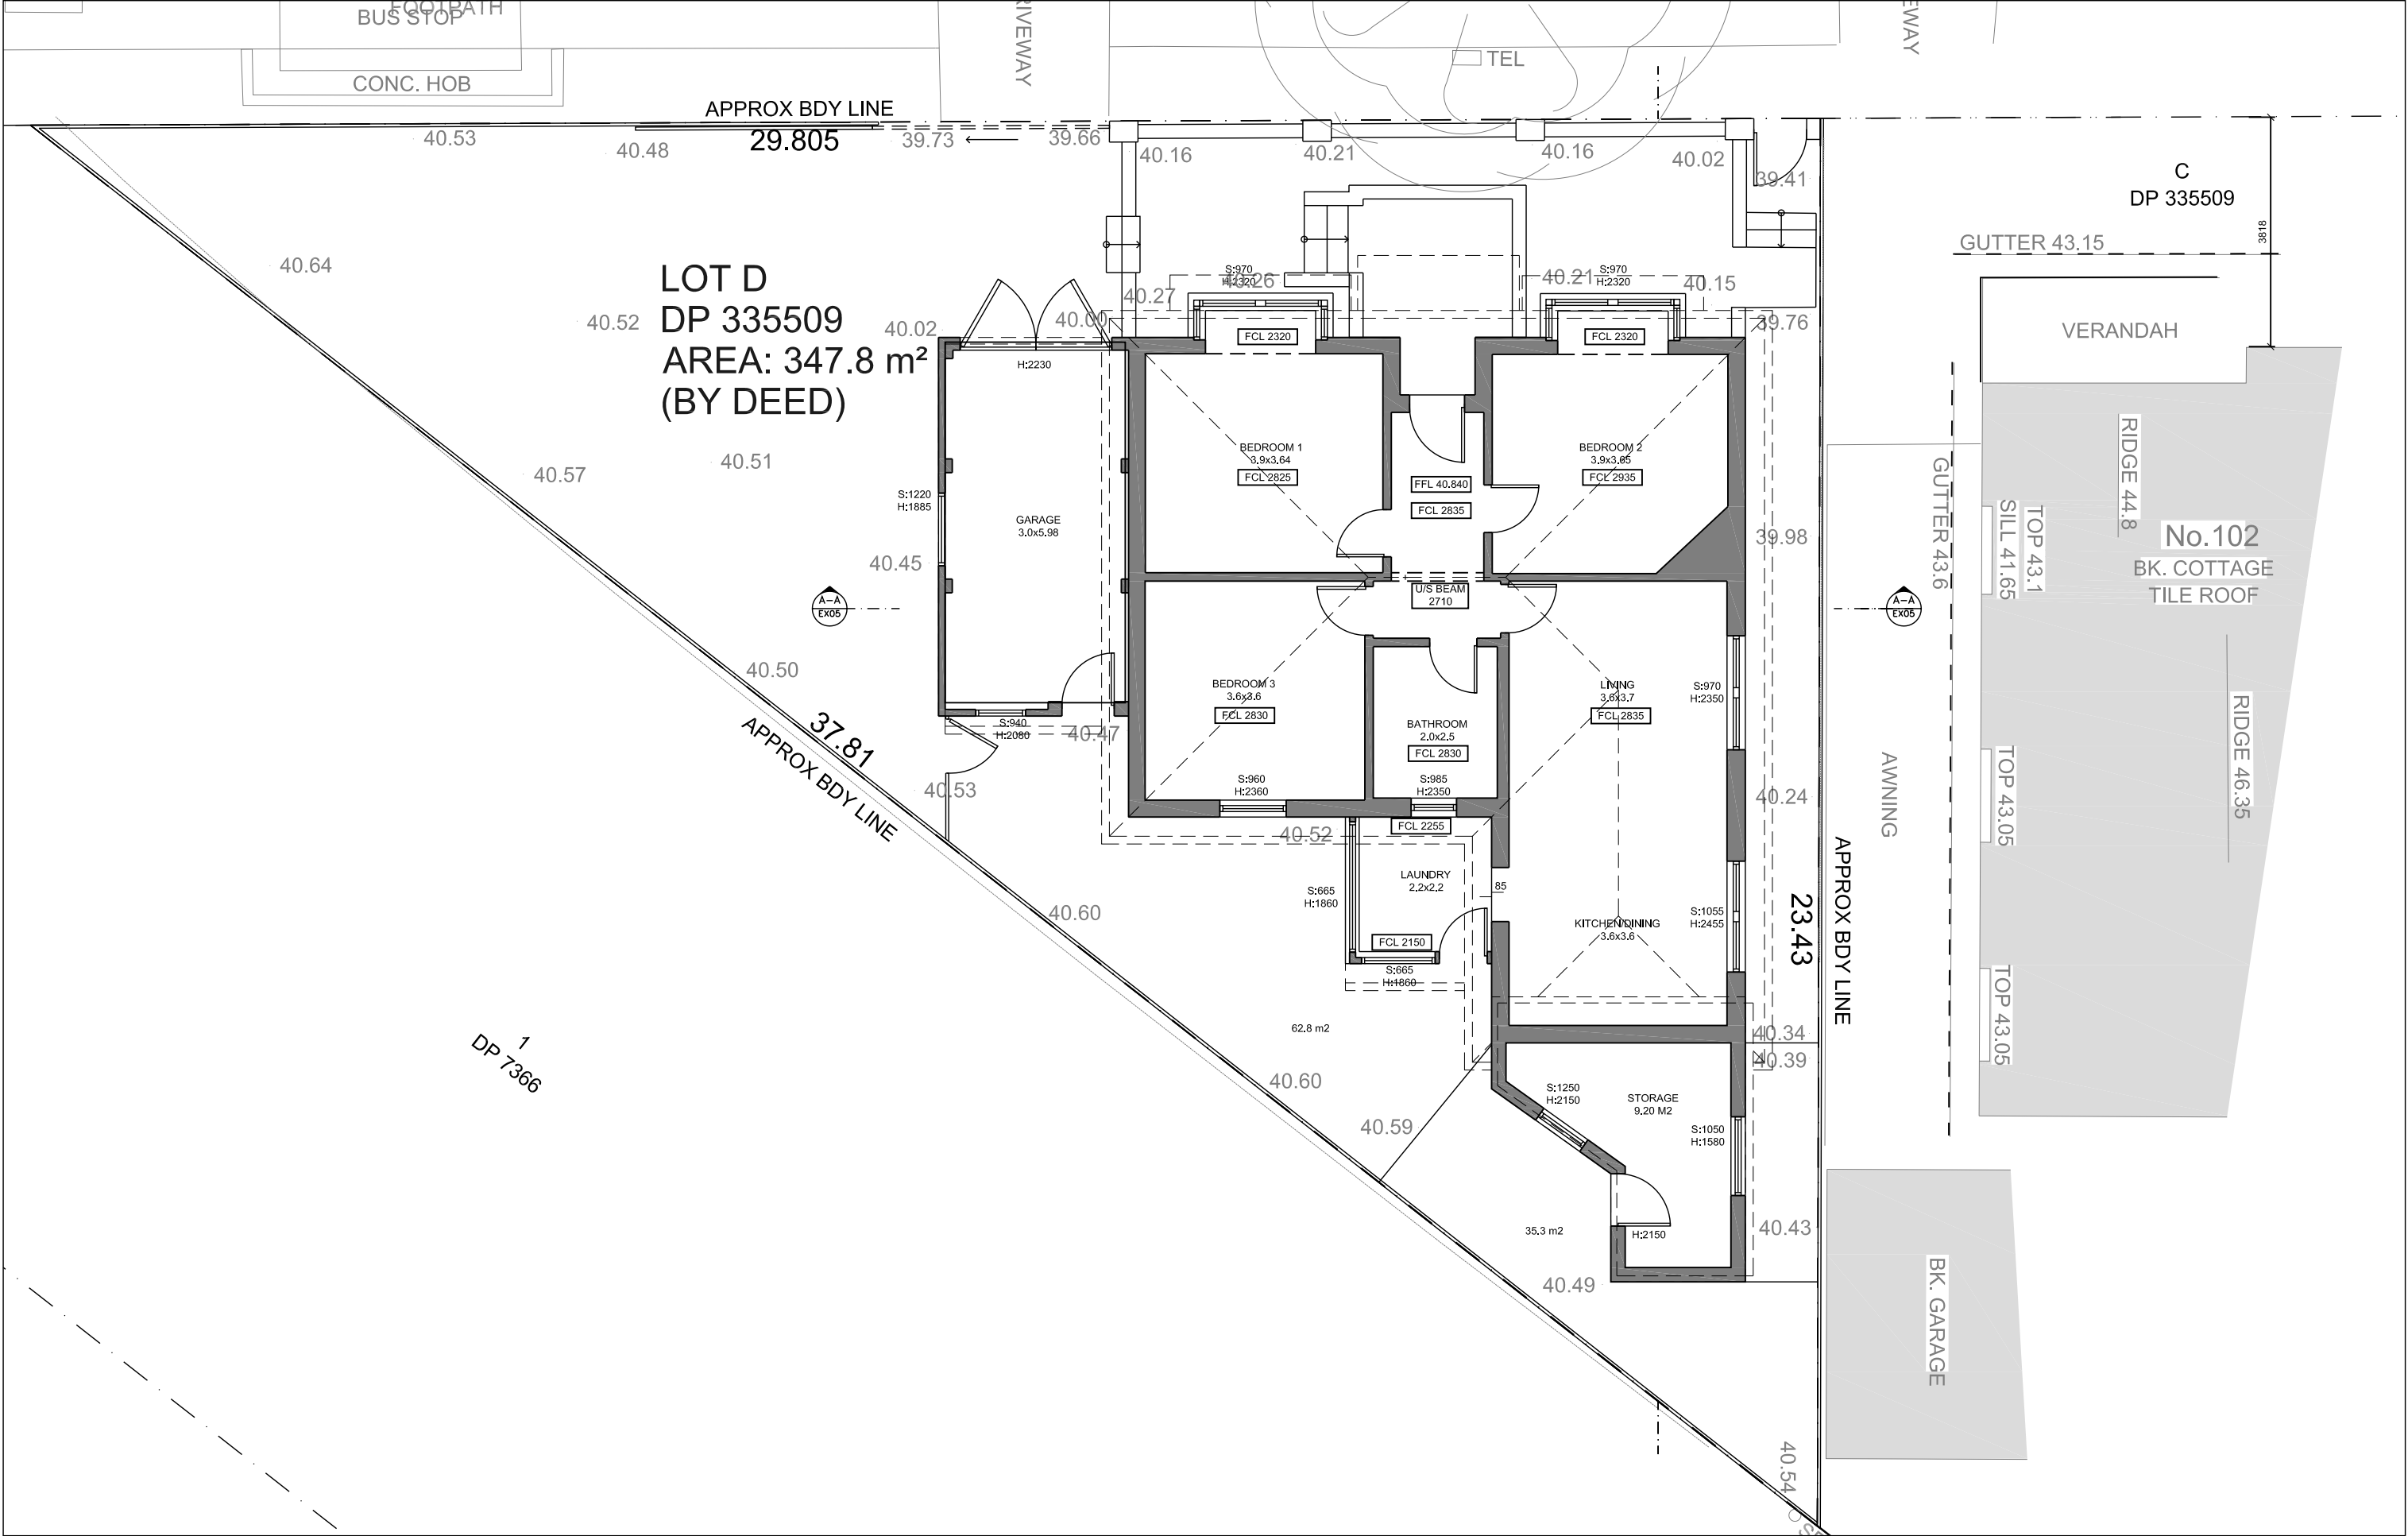 FOOTPATH
BUS STOP
CONC. HOB
TEL
APPROX BDY LINE
29.805
40.53
40.48
39.73
39.66
40.16
40.21
40.16
40.02
39.41
C
DP 335509
3818
GUTTER 43.15
VERANDAH
40.64
40.52
LOT D
DP 335509
AREA: 347.8 m²
(BY DEED)
40.02
40.00
40.27
S:970
H:2320
40.26
40.21
S:970
H:2320
40.15
39.76
FCL 2320
FCL 2320
H:2230
40.57
40.51
S:1220
H:1885
40.45
GARAGE
3.0x5.98
BEDROOM 1
3.9x3.64
FCL 2825
FFL 40.840
FCL 2835
BEDROOM 2
3.9x3.65
FCL 2935
39.98
GUTTER 43.6
SILL 41.65
TOP 43.1
RIDGE 44.8
No.102
BK. COTTAGE
TILE ROOF
A-A
EX05
A-A
EX05
U/S BEAM
2710
40.50
37.81
APPROX BDY LINE
S:940
H:2080
40.47
40.53
BEDROOM 3
3.6x3.6
FCL 2830
S:960
H:2360
BATHROOM
2.0x2.5
FCL 2830
S:985
H:2350
LIVING
3.6x3.7
FCL 2835
S:970
H:2350
40.24
AWNING
TOP 43.05
RIDGE 46.35
40.52
FCL 2255
LAUNDRY
2.2x2.2
85
S:665
H:1860
FCL 2150
S:665
H:1860
KITCHEN/DINING
3.6x3.6
S:1055
H:2455
23.43
APPROX BDY LINE
TOP 43.05
40.60
62.8 m2
40.34
40.39
1
DP 7366
40.60
40.59
S:1250
H:2150
STORAGE
9.20 M2
S:1050
H:1580
35.3 m2
H:2150
40.43
40.49
BK. GARAGE
40.54